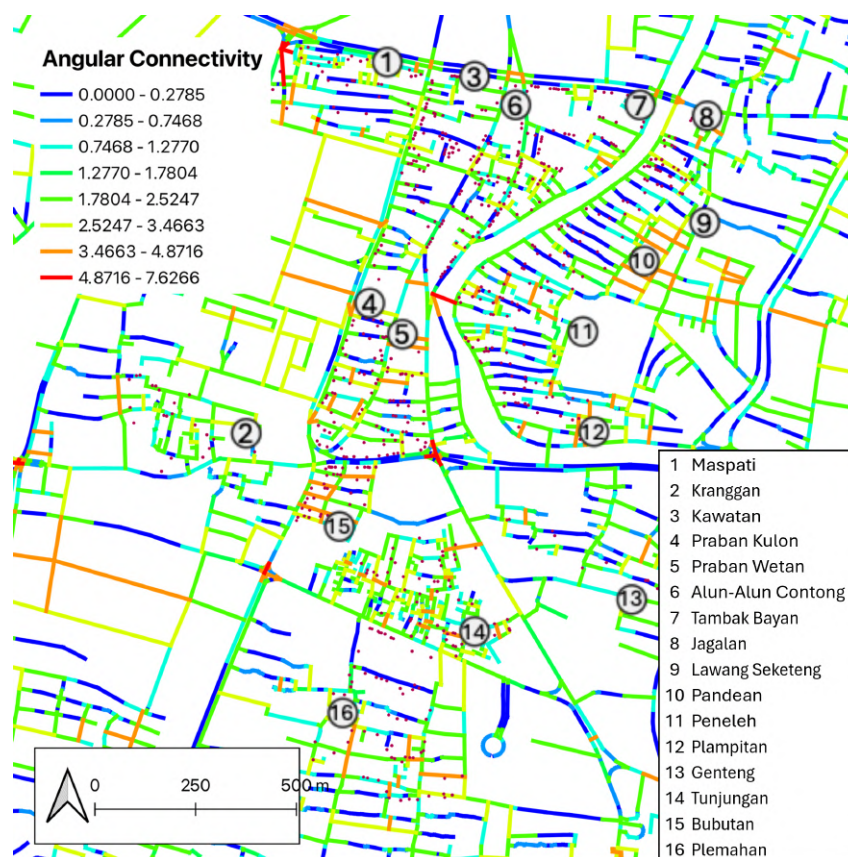 Angular Connectivity
0.0000 - 0.2785
0.2785 - 0.7468
0.7468 - 1.2770
1.2770 - 1.7804
1.7804 - 2.5247
2.5247 - 3.4663
3.4663 - 4.8716
4.8716 - 7.6266
1
3
6
7
8
9
10
4
5
11
2
12
15
13
14
16
0 250 500 m
1 Maspati
2 Kranggan
3 Kawatan
4 Praban Kulon
5 Praban Wetan
6 Alun-Alun Contong
7 Tambak Bayan
8 Jagalan
9 Lawang Seketeng
10 Pandean
11 Peneleh
12 Plampitan
13 Genteng
14 Tunjungan
15 Bubutan
16 Plemahan